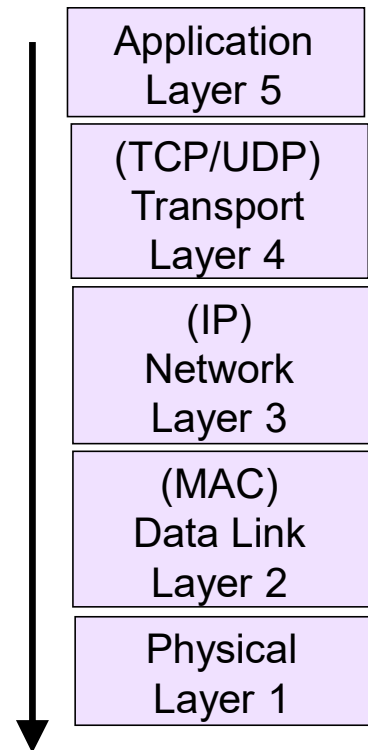 Application
Layer 5
(TCP/UDP)
Transport
Layer 4
(IP)
Network
Layer 3
(MAC)
Data Link
Layer 2
Physical
Layer 1